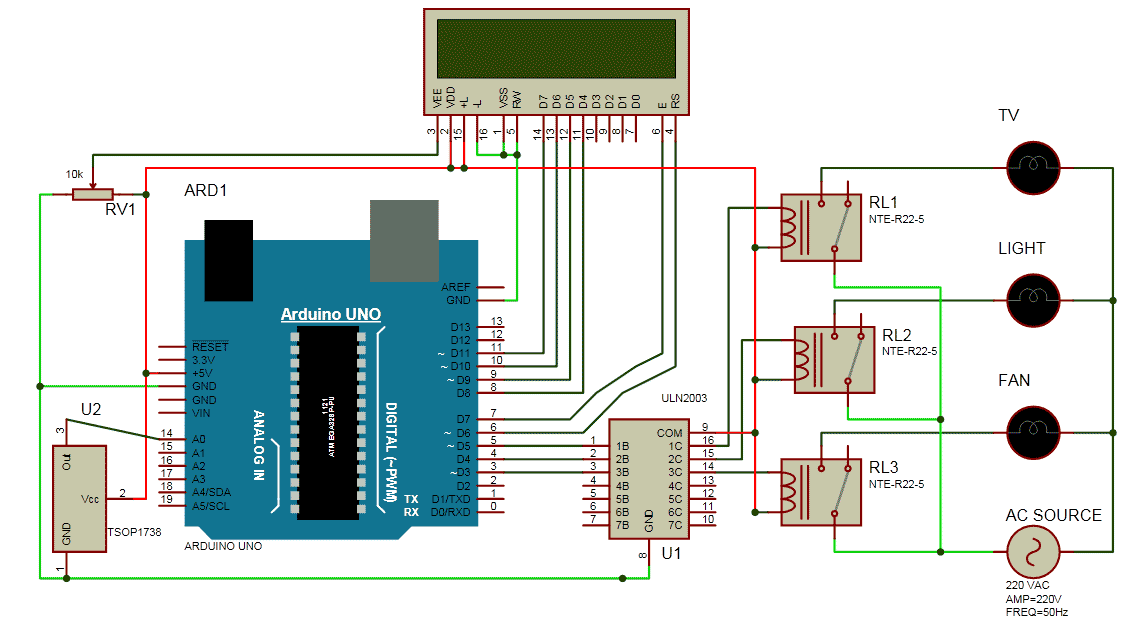 VEE VDD +L -L VSS RW D7 D6 D5 D4 D3 D2 D1 D0 E RS
3 2 15 16 1 5 14 13 12 11 10 9 8 7 6 4
10k
RV1
ARD1
TV
RL1
NTE-R22-5
LIGHT
RL2
NTE-R22-5
FAN
RL3
NTE-R22-5
AC SOURCE
220 VAC
AMP=220V
FREQ=50Hz
Arduino UNO
AREF
GND
RESET
3.3V
+5V
GND
GND
VIN
14 A0
15 A1
16 A2
17 A3
18 A4/SDA
19 A5/SCL
ANALOG IN
1121
ATMEGA328P-PU
DIGITAL (~PWM)
D13 13
D12 12
~ D11 11
~ D10 10
~ D9 9
D8 8
D7 7
~ D6 6
~ D5 5
D4 4
~ D3 3
D2 2
TX D1/TXD 1
RX D0/RXD 0
ARDUINO UNO
U2
3
Out
Vcc 2
GND
1
TSOP1738
ULN2003
COM 9
1 1B 1C 16
2 2B 2C 15
3 3B 3C 14
4 4B 4C 13
5 5B 5C 12
6 6B 6C 11
7 7B 7C 10
GND
8
U1